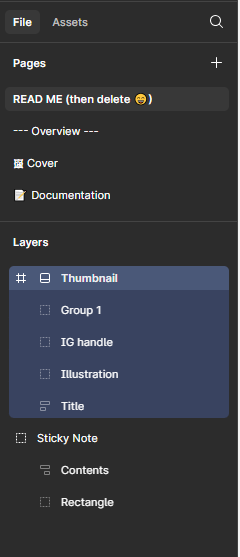 File Assets
Pages
READ ME (then delete 😄)
--- Overview ---
🖼 Cover
📝 Documentation
Layers
Thumbnail
Group 1
IG handle
Illustration
Title
Sticky Note
Contents
Rectangle